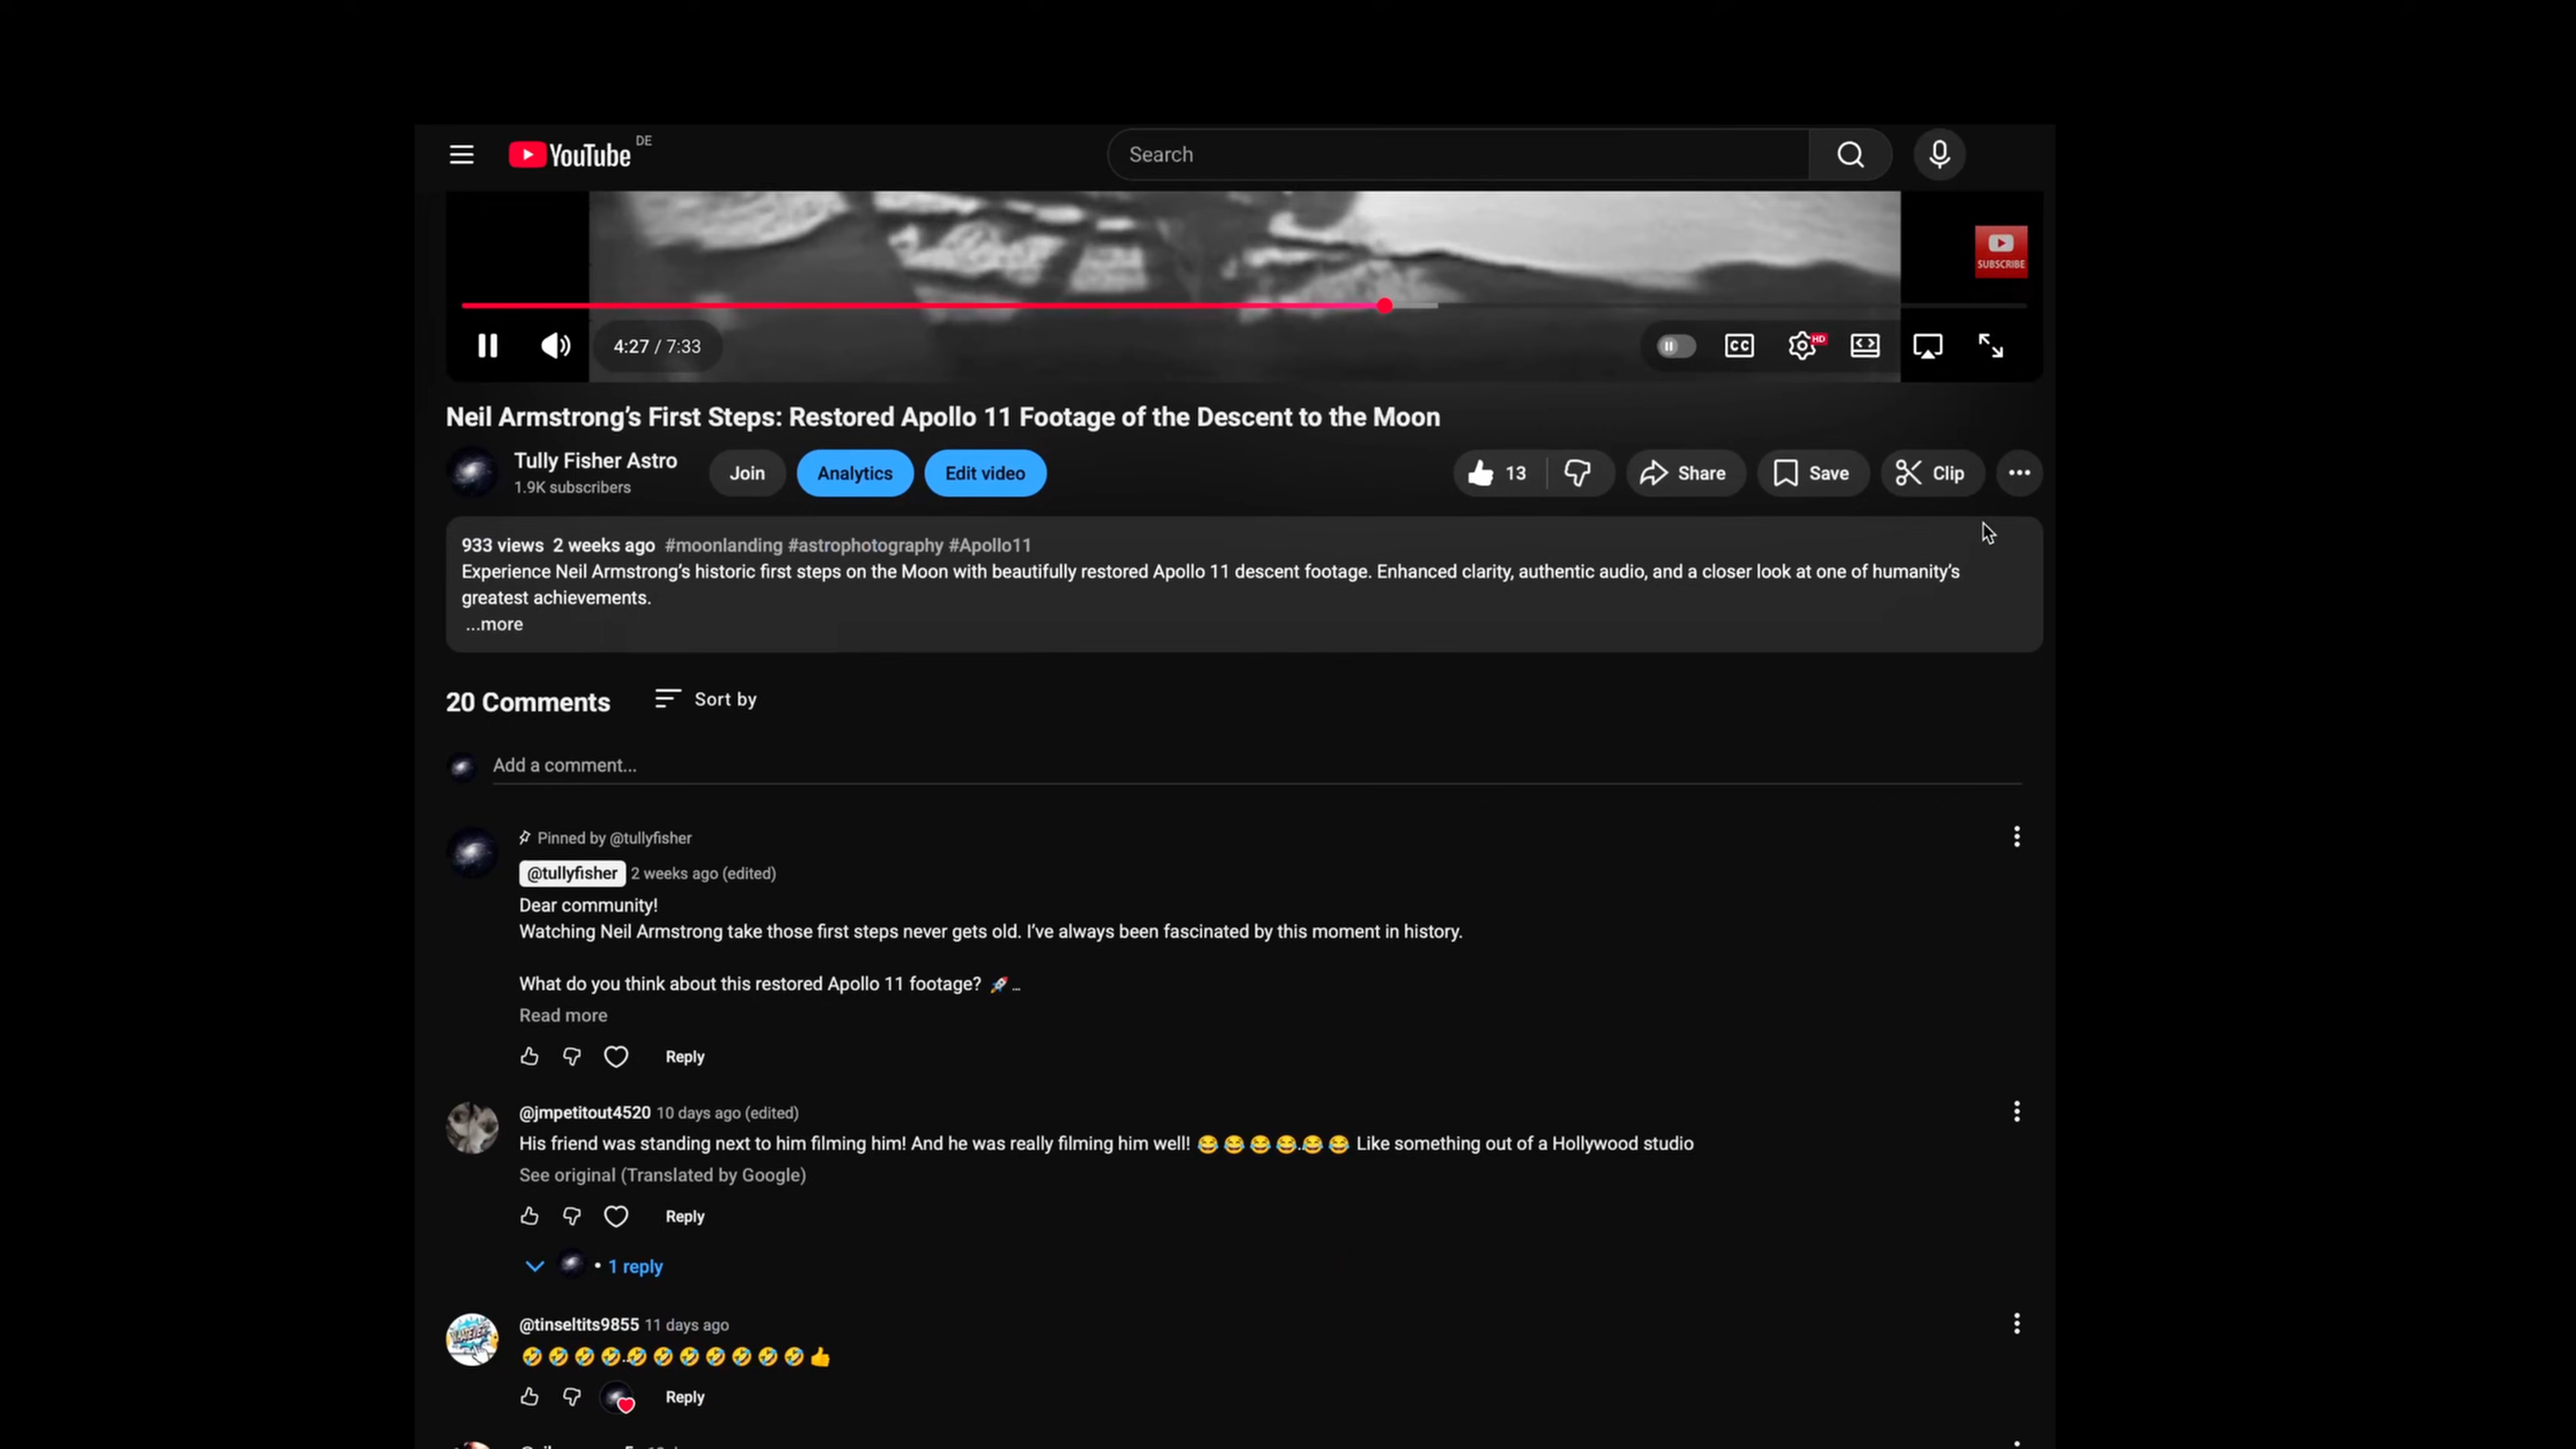 YouTube DE
Search
SUBSCRIBE
4:27 / 7:33
CC
HD
Neil Armstrong's First Steps: Restored Apollo 11 Footage of the Descent to the Moon
Tully Fisher Astro
1.9K subscribers
Join
Analytics
Edit video
13
Share
Save
Clip
933 views 2 weeks ago #moonlanding #astrophotography #Apollo11
Experience Neil Armstrong's historic first steps on the Moon with beautifully restored Apollo 11 descent footage. Enhanced clarity, authentic audio, and a closer look at one of humanity's
greatest achievements.
...more
20 Comments
Sort by
Add a comment...
Pinned by @tullyfisher
@tullyfisher 2 weeks ago (edited)
Dear community!
Watching Neil Armstrong take those first steps never gets old. I've always been fascinated by this moment in history.
What do you think about this restored Apollo 11 footage? 🚀 ...
Read more
Reply
@jmpetitout4520 10 days ago (edited)
His friend was standing next to him filming him! And he was really filming him well! 😂😂😂😂.😂😂 Like something out of a Hollywood studio
See original (Translated by Google)
Reply
• 1 reply
@tinseltits9855 11 days ago
🤣🤣🤣🤣..🤣🤣🤣🤣🤣🤣🤣👍
Reply